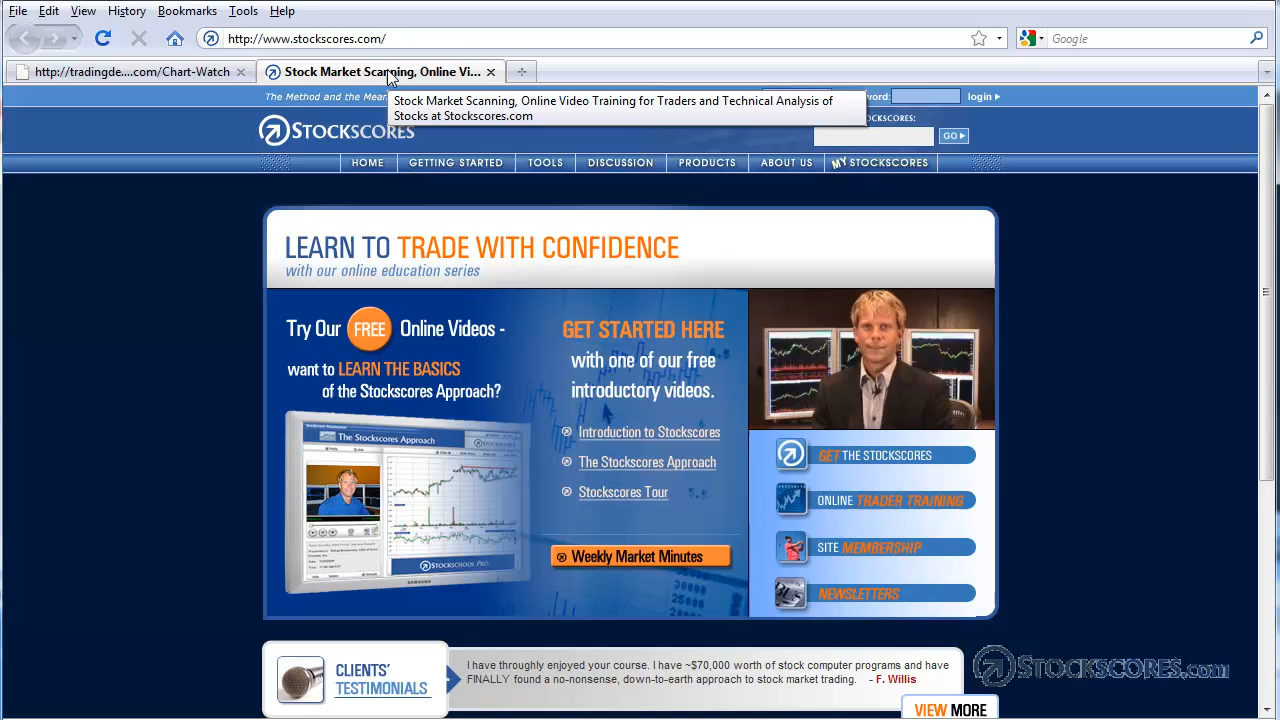 File Edit View History Bookmarks Tools Help
http://www.stockscores.com/
Google
http://tradingde....com/Chart-Watch
Stock Market Scanning, Online Vi...
The Method and the Mea
word:
login
Stock Market Scanning, Online Video Training for Traders and Technical Analysis of
Stocks at Stockscores.com
STOCKSCORES
OCKSCORES:
GO
HOME GETTING STARTED TOOLS DISCUSSION PRODUCTS ABOUT US MY STOCKSCORES
LEARN TO TRADE WITH CONFIDENCE
with our online education series
Try Our FREE Online Videos -
want to LEARN THE BASICS
of the Stockscores Approach?
The Stockscores Approach
STOCKSCHOOL PRO
SAMSUNG
GET STARTED HERE
with one of our free
introductory videos.
Introduction to Stockscores
The Stockscores Approach
Stockscores Tour
Weekly Market Minutes
GET THE STOCKSCORES
ONLINE TRADER TRAINING
SITE MEMBERSHIP
NEWSLETTERS
CLIENTS'
TESTIMONIALS
I have throughly enjoyed your course. I have ~$70,000 worth of stock computer programs and have
FINALLY found a no-nonsense, down-to-earth approach to stock market trading. - F. Willis
VIEW MORE
STOCKSCORES.COM